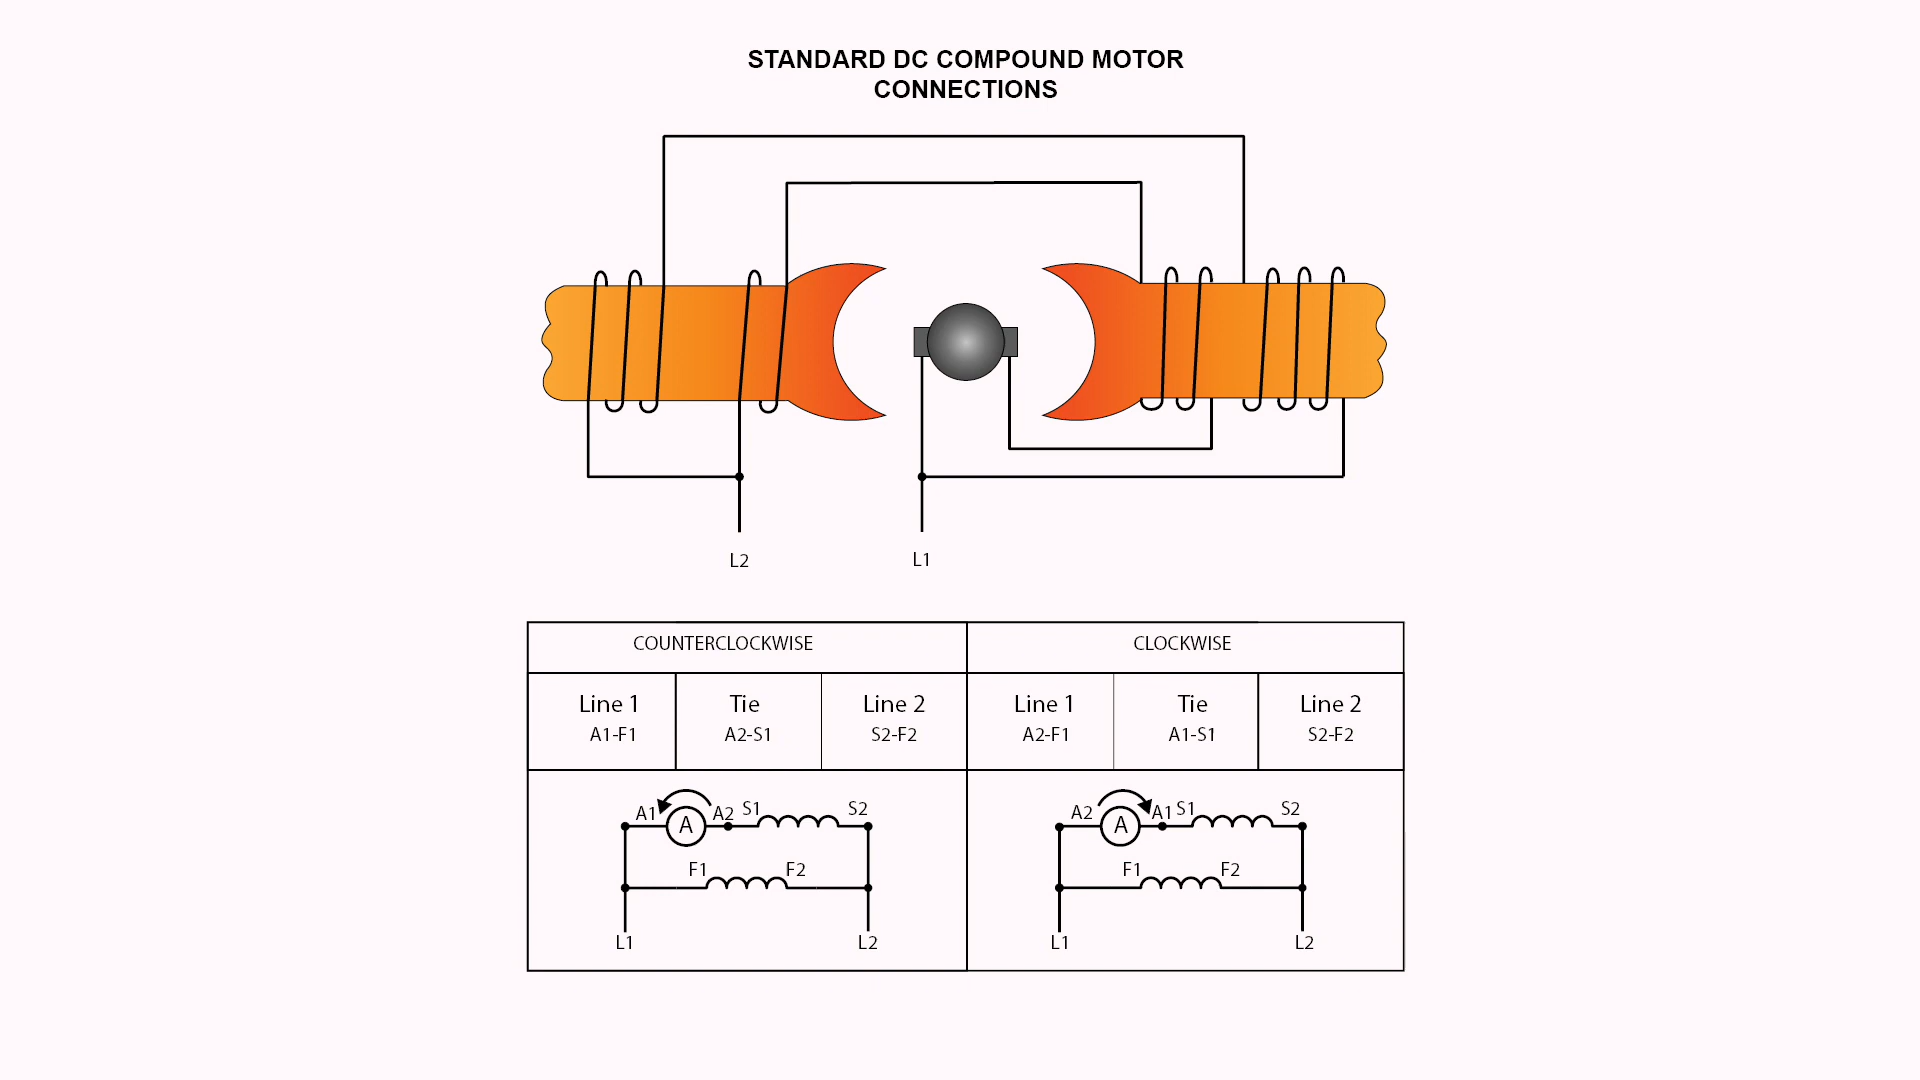 STANDARD DC COMPOUND MOTOR
CONNECTIONS
L2
L1
COUNTERCLOCKWISE
CLOCKWISE
Line 1
Tie
Line 2
Line 1
Tie
Line 2
A1-F1
A2-S1
S2-F2
A2-F1
A1-S1
S2-F2
A1
A
A2
S1
S2
F1
F2
L1
L2
A2
A
A1
S1
S2
F1
F2
L1
L2